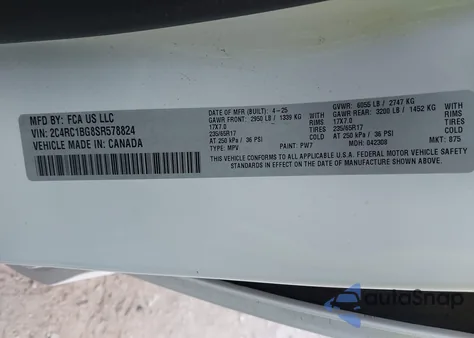 MFD BY: FCA US LLC
VIN: 2C4RC1BG8SR578824
VEHICLE MADE IN: CANADA
DATE OF MFR (BUILT): 4-25
GAWR FRONT: 2950 LB / 1339 KG
17X7.0
235/65R17
AT 250 kPa / 36 PSI
TYPE: MPV
RIMS
TIRES
COLD
PAINT: PW7
GVWR: 6055 LB / 2747 KG
GAWR REAR: 3200 LB / 1452 KG
17X7.0
235/65R17
AT 250 kPa / 36 PSI
MDH: 042308
RIMS
TIRES
COLD
MKT: 875
THIS VEHICLE CONFORMS TO ALL APPLICABLE U.S.A. FEDERAL MOTOR VEHICLE SAFETY
STANDARDS IN EFFECT ON THE DATE OF MANUFACTURE SHOWN ABOVE.
autoSnap